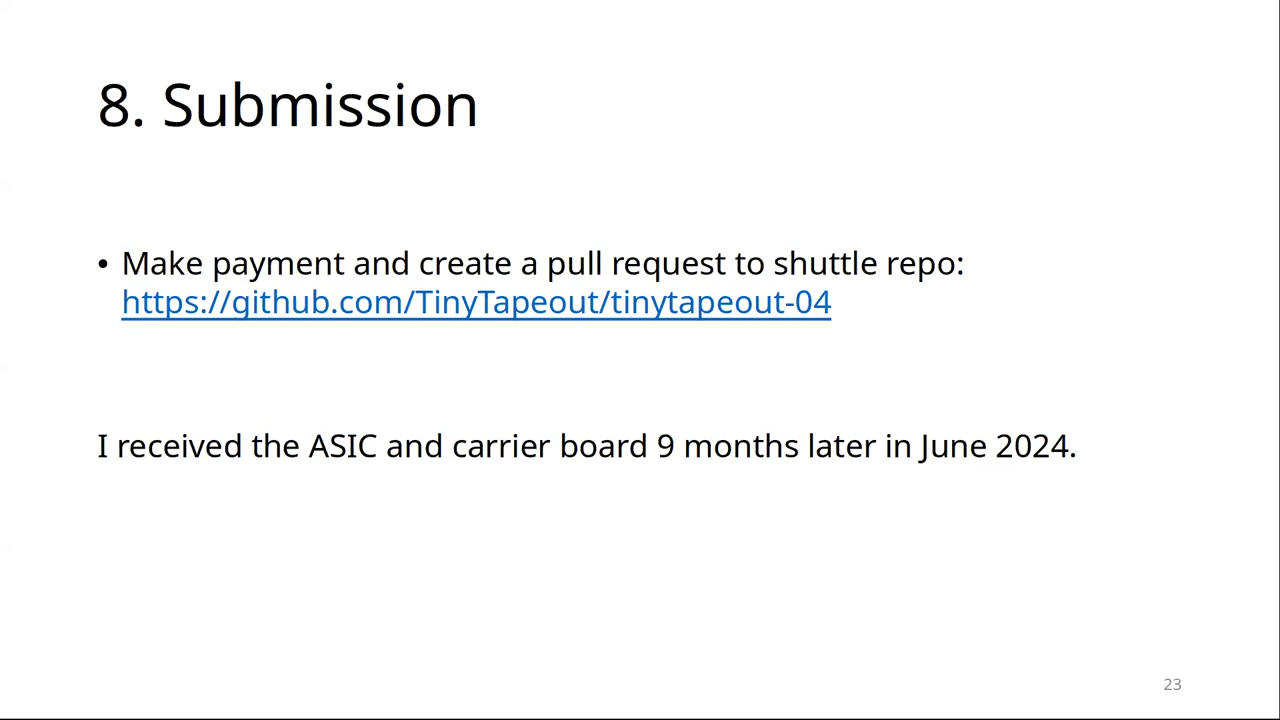 8. Submission
• Make payment and create a pull request to shuttle repo:
https://github.com/TinyTapeout/tinytapeout-04
I received the ASIC and carrier board 9 months later in June 2024.
23